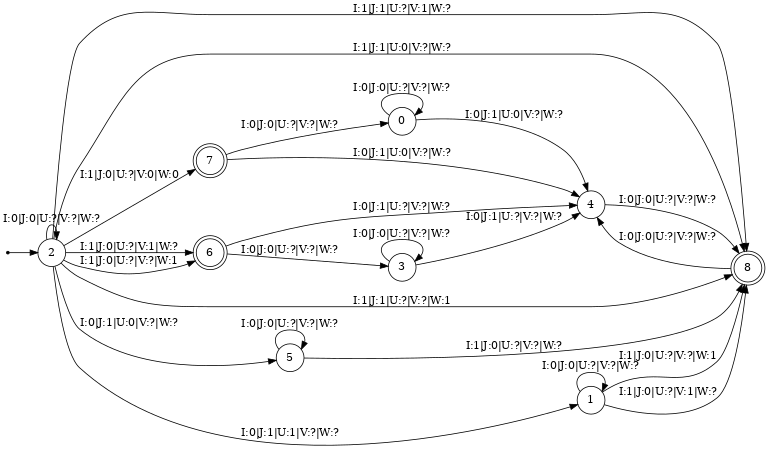 I:1|J:1|U:?|V:1|W:?
I:1|J:1|U:0|V:?|W:?
I:0|J:0|U:?|V:?|W:?
0
I:0|J:1|U:0|V:?|W:?
I:0|J:0|U:?|V:?|W:?
7
I:0|J:1|U:0|V:?|W:?
I:1|J:0|U:?|V:0|W:0
I:0|J:0|U:?|V:?|W:?
4
I:0|J:1|U:?|V:?|W:?
I:0|J:1|U:?|V:?|W:?
I:0|J:0|U:?|V:?|W:?
I:0|J:0|U:?|V:?|W:?
I:0|J:0|U:?|V:?|W:?
2
I:1|J:0|U:?|V:1|W:?
6
I:0|J:0|U:?|V:?|W:?
I:1|J:0|U:?|V:?|W:1
3
8
I:1|J:1|U:?|V:?|W:1
I:0|J:1|U:0|V:?|W:?
I:0|J:0|U:?|V:?|W:?
5
I:1|J:0|U:?|V:?|W:?
I:1|J:0|U:?|V:?|W:1
I:0|J:0|U:?|V:?|W:?
1
I:1|J:0|U:?|V:1|W:?
I:0|J:1|U:1|V:?|W:?